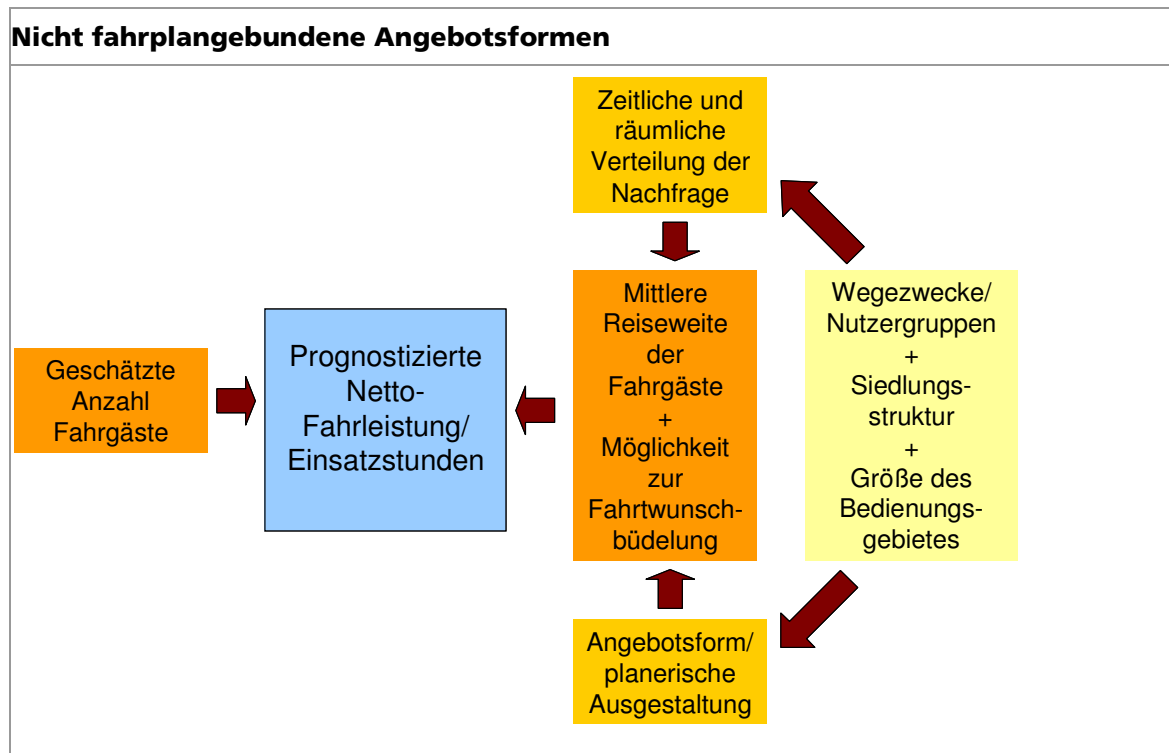 Nicht fahrplangebundene Angebotsformen
Zeitliche und
räumliche
Verteilung der
Nachfrage
Geschätzte
Anzahl
Fahrgäste
Prognostizierte
Netto-
Fahrleistung/
Einsatzstunden
Mittlere
Reiseweite
der
Fahrgäste
+
Möglichkeit
zur
Fahrtwunsch-
büdelung
Wegezwecke/
Nutzergruppen
+
Siedlungs-
struktur
+
Größe des
Bedienungs-
gebietes
Angebotsform/
planerische
Ausgestaltung